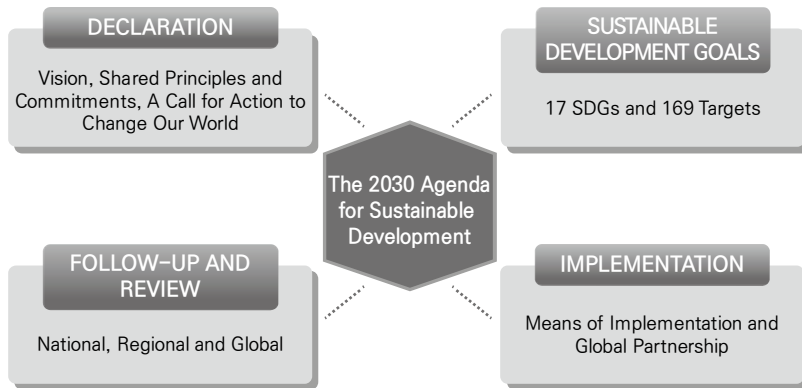 DECLARATION
Vision, Shared Principles and
Commitments, A Call for Action to
Change Our World
SUSTAINABLE
DEVELOPMENT GOALS
17 SDGs and 169 Targets
The 2030 Agenda
for Sustainable
Development
FOLLOW-UP AND
REVIEW
National, Regional and Global
IMPLEMENTATION
Means of Implementation and
Global Partnership